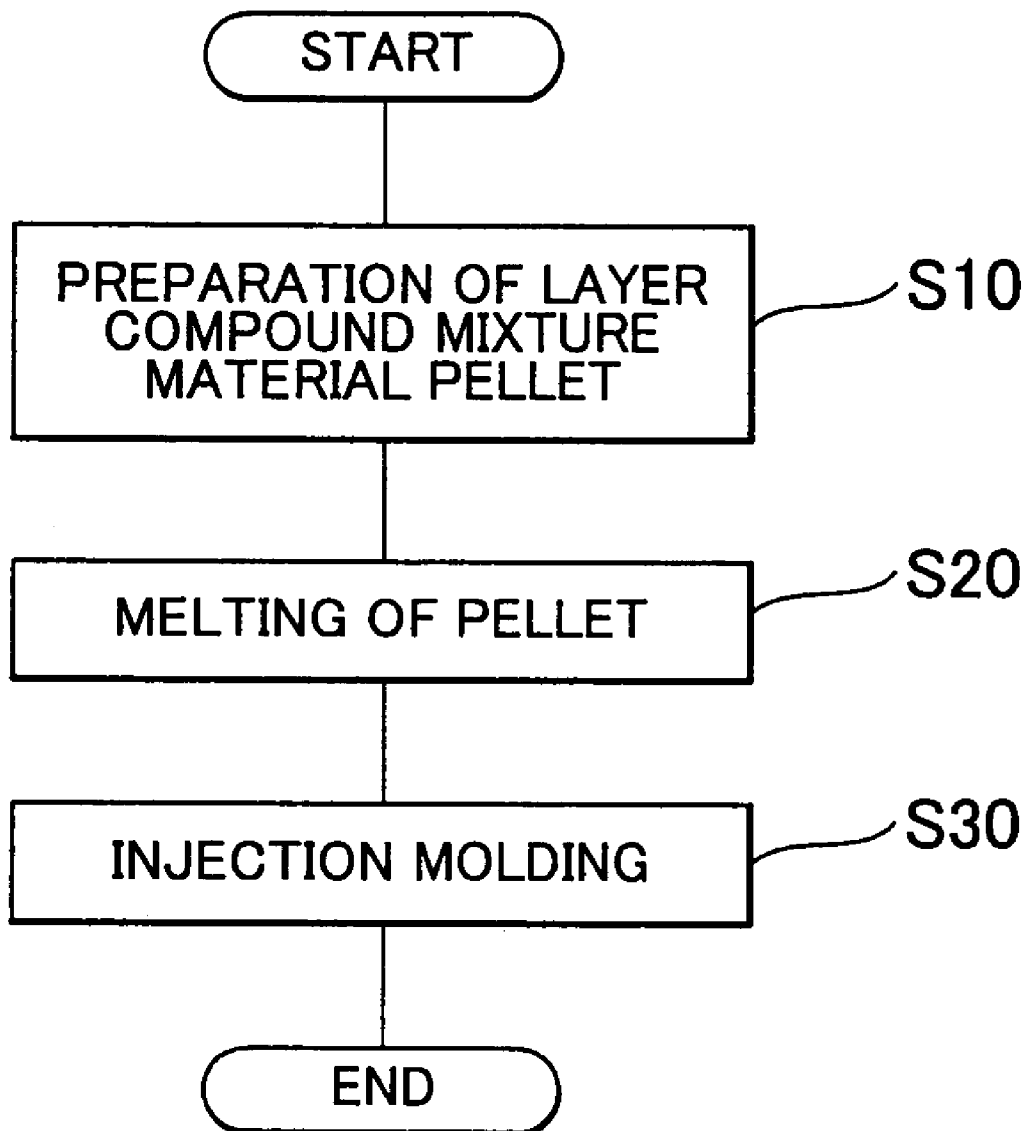 START
PREPARATION OF LAYER
COMPOUND MIXTURE
MATERIAL PELLET
S10
MELTING OF PELLET
S20
INJECTION MOLDING
S30
END